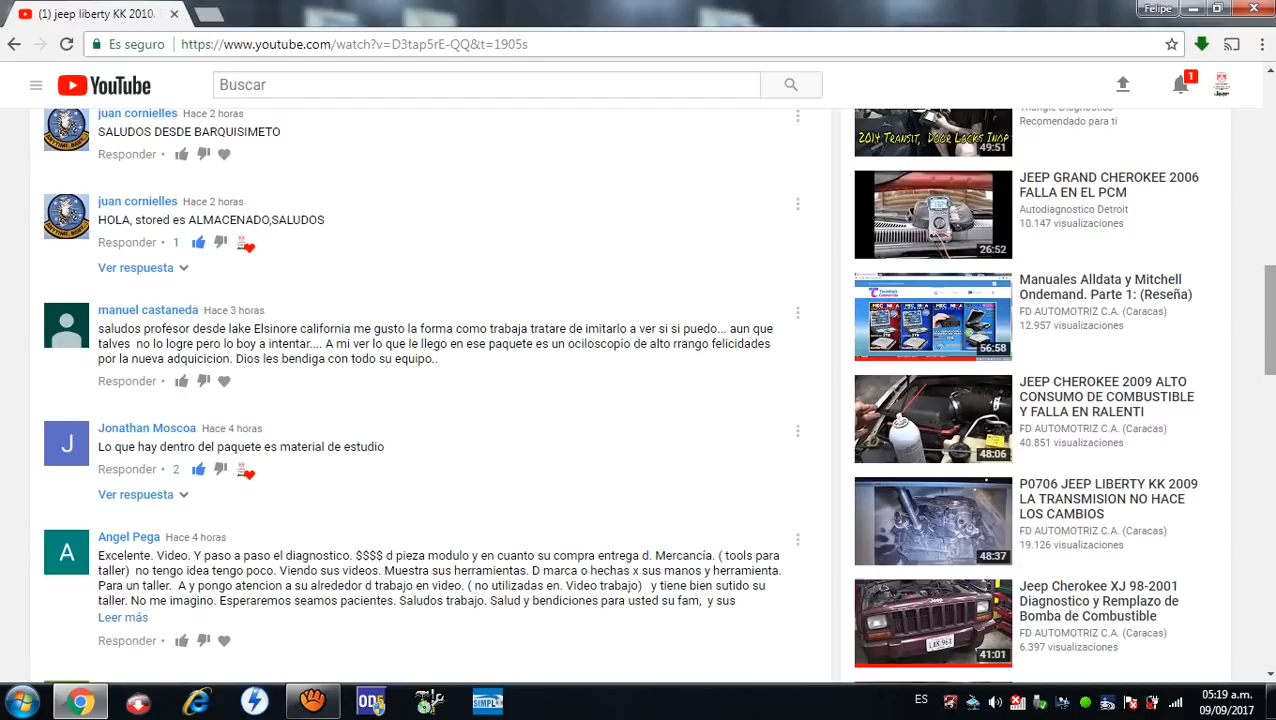 (1) jeep liberty KK 2010.
Felipe
Es seguro
https://www.youtube.com/watch?v=D3tap5rE-QQ&t=1905s
YouTube
Buscar
1
juan cornielles Hace 2 horas
SALUDOS DESDE BARQUISIMETO
Responder •
juan cornielles Hace 2 horas
HOLA, stored es ALMACENADO,SALUDOS
Responder • 1
Ver respuesta
manuel castaneda Hace 3 horas
saludos profesor desde lake Elsinore california me gusto la forma como trabaja tratare de imitarlo a ver si si puedo... aun que
talves no lo logre pero lo boy a intentar.... A mi ver lo que le llego en ese paquete es un ociloscopio de alto rrango felicidades
por la nueva adquicicion. Dios les bendiga con todo su equipo..
Responder •
J
Jonathan Moscoa Hace 4 horas
Lo que hay dentro del paquete es material de estudio
Responder • 2
Ver respuesta
A
Angel Pega Hace 4 horas
Excelente. Video. Y paso a paso el diagnostico. $$$$ d pieza modulo y en cuanto su compra entrega d. Mercancía. ( tools para
taller) no tengo idea tengo poco. Viendo sus videos. Muestra sus herramientas. D marca o hechas x sus manos y herramienta.
Para un taller. A y pongo atencion a su alrededor d trabajo en video. ( no utilizadas en. Video trabajo) y tiene bien sutido su
taller. No me imagino. Esperaremos seamos pacientes. Saludos trabajo. Salud y bendiciones para usted su fam, y sus
Leer más
Responder •
Triangle Diagnostics
Recomendado para ti
2014 TRANSIT, DOOR LOCKS INOP
49:51
JEEP GRAND CHEROKEE 2006
FALLA EN EL PCM
Autodiagnostico Detroit
10.147 visualizaciones
26:52
Manuales Alldata y Mitchell
Ondemand. Parte 1: (Reseña)
FD AUTOMOTRIZ C.A. (Caracas)
12.957 visualizaciones
56:58
JEEP CHEROKEE 2009 ALTO
CONSUMO DE COMBUSTIBLE
Y FALLA EN RALENTI
FD AUTOMOTRIZ C.A. (Caracas)
40.851 visualizaciones
48:06
P0706 JEEP LIBERTY KK 2009
LA TRANSMISION NO HACE
LOS CAMBIOS
FD AUTOMOTRIZ C.A. (Caracas)
19.126 visualizaciones
48:37
Jeep Cherokee XJ 98-2001
Diagnostico y Remplazo de
Bomba de Combustible
FD AUTOMOTRIZ C.A. (Caracas)
6.397 visualizaciones
41:01
SIMPLE+
ES
05:19 a.m.
09/09/2017